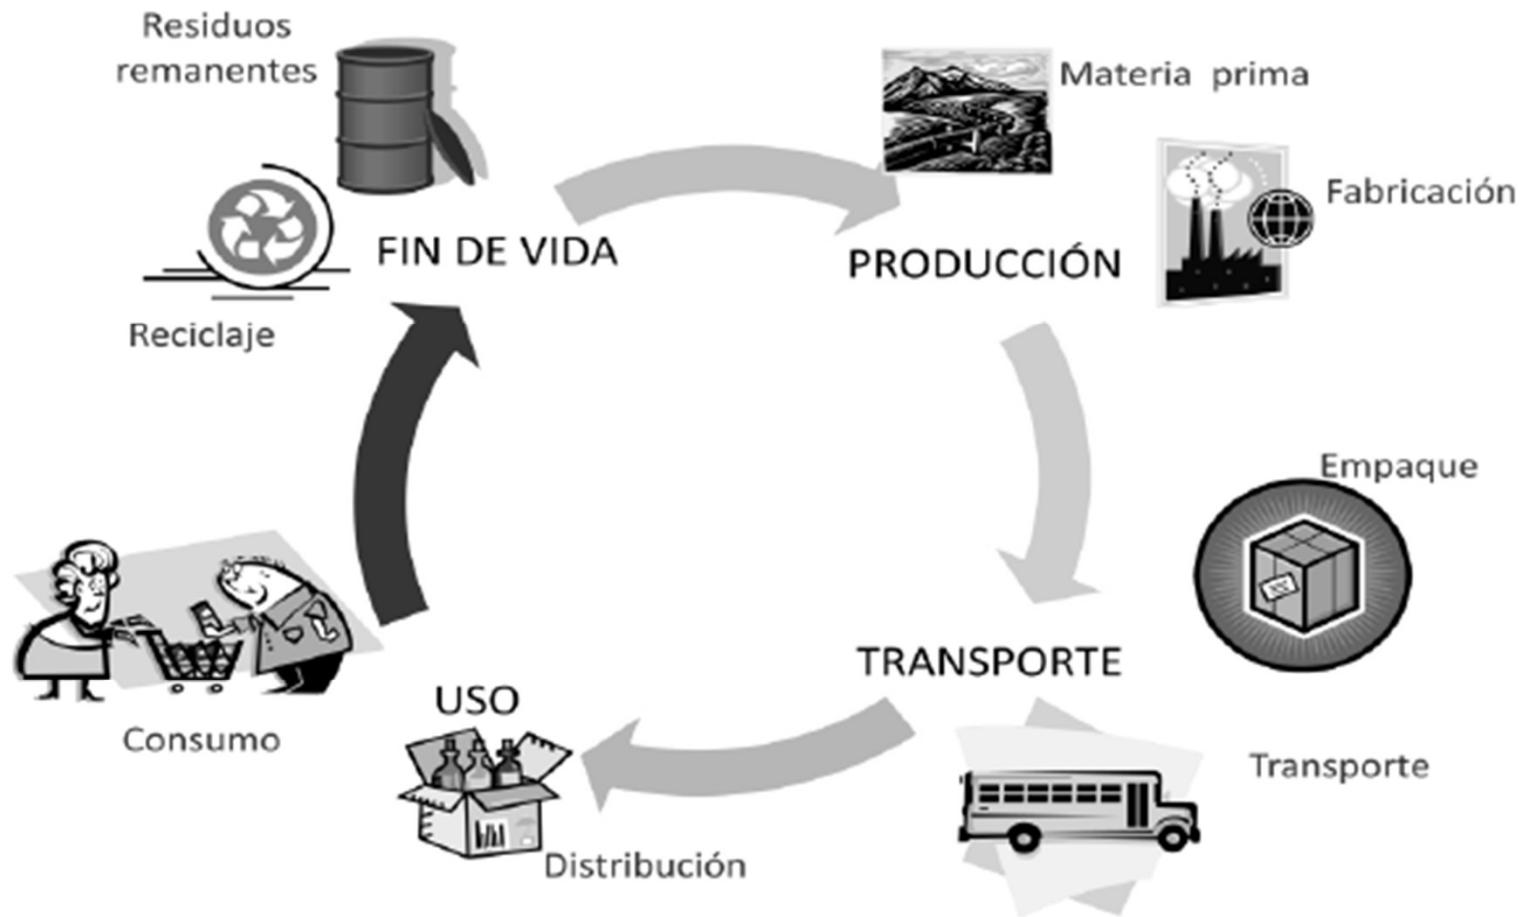 Residuos
remanentes
Materia prima
Fabricación
FIN DE VIDA
PRODUCCIÓN
Reciclaje
Empaque
TRANSPORTE
USO
Consumo
Transporte
Distribución